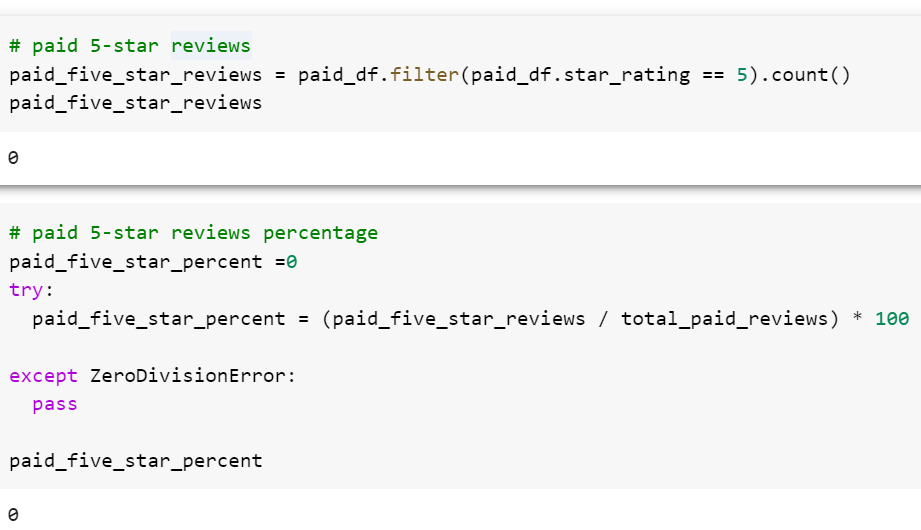 # paid 5-star reviews
paid_five_star_reviews = paid_df.filter(paid_df.star_rating == 5).count()
paid_five_star_reviews
0
# paid 5-star reviews percentage
paid_five_star_percent =0
try:
  paid_five_star_percent = (paid_five_star_reviews / total_paid_reviews) * 100
except ZeroDivisionError:
  pass
paid_five_star_percent
0